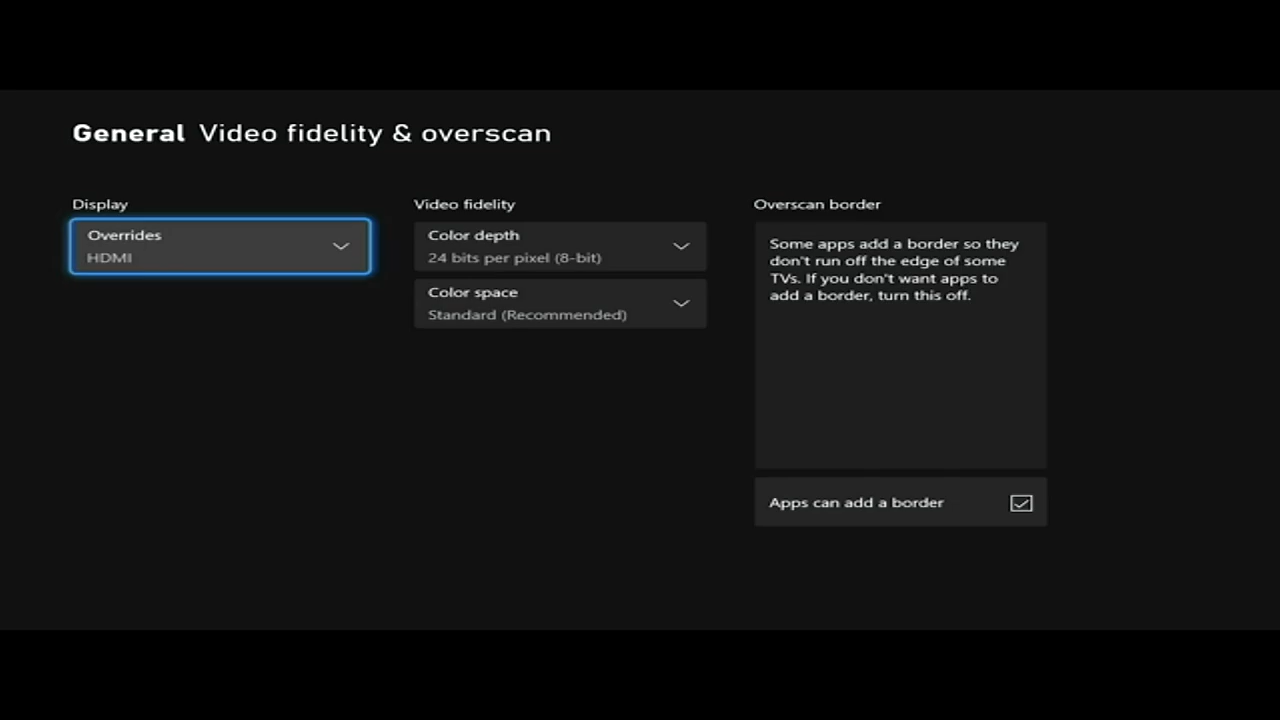 General Video fidelity & overscan
Display
Overrides
HDMI
Video fidelity
Color depth
24 bits per pixel (8-bit)
Color space
Standard (Recommended)
Overscan border
Some apps add a border so they
don't run off the edge of some
TVs. If you don't want apps to
add a border, turn this off.
Apps can add a border